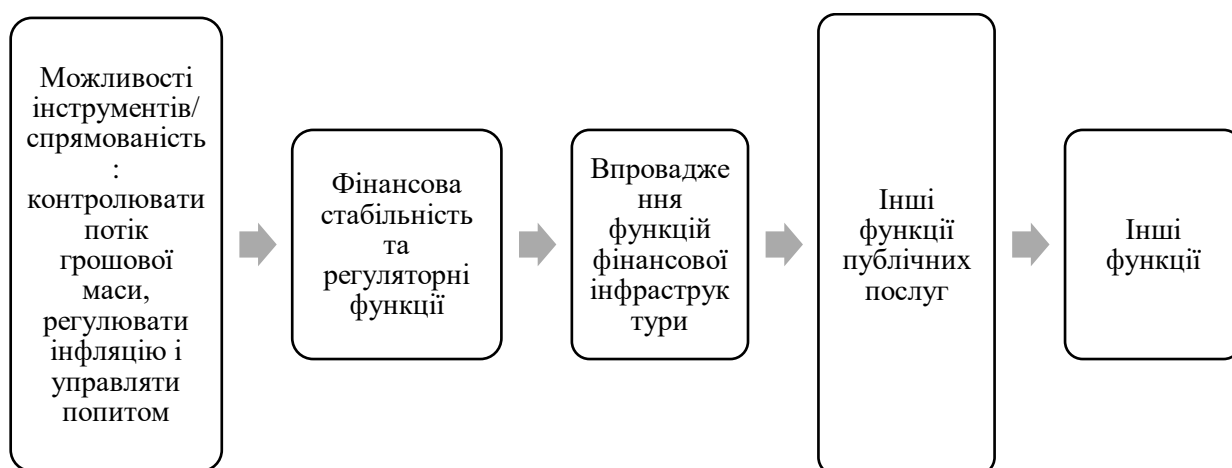 Можливості
інструментів/
спрямованість
:
контролювати
потік
грошової
маси,
регулювати
інфляцію і
управляти
попитом
Фінансова
стабільність
та
регуляторні
функції
Впровадже
ння
функцій
фінансової
інфраструк
тури
Інші
функції
публічних
послуг
Інші
функції